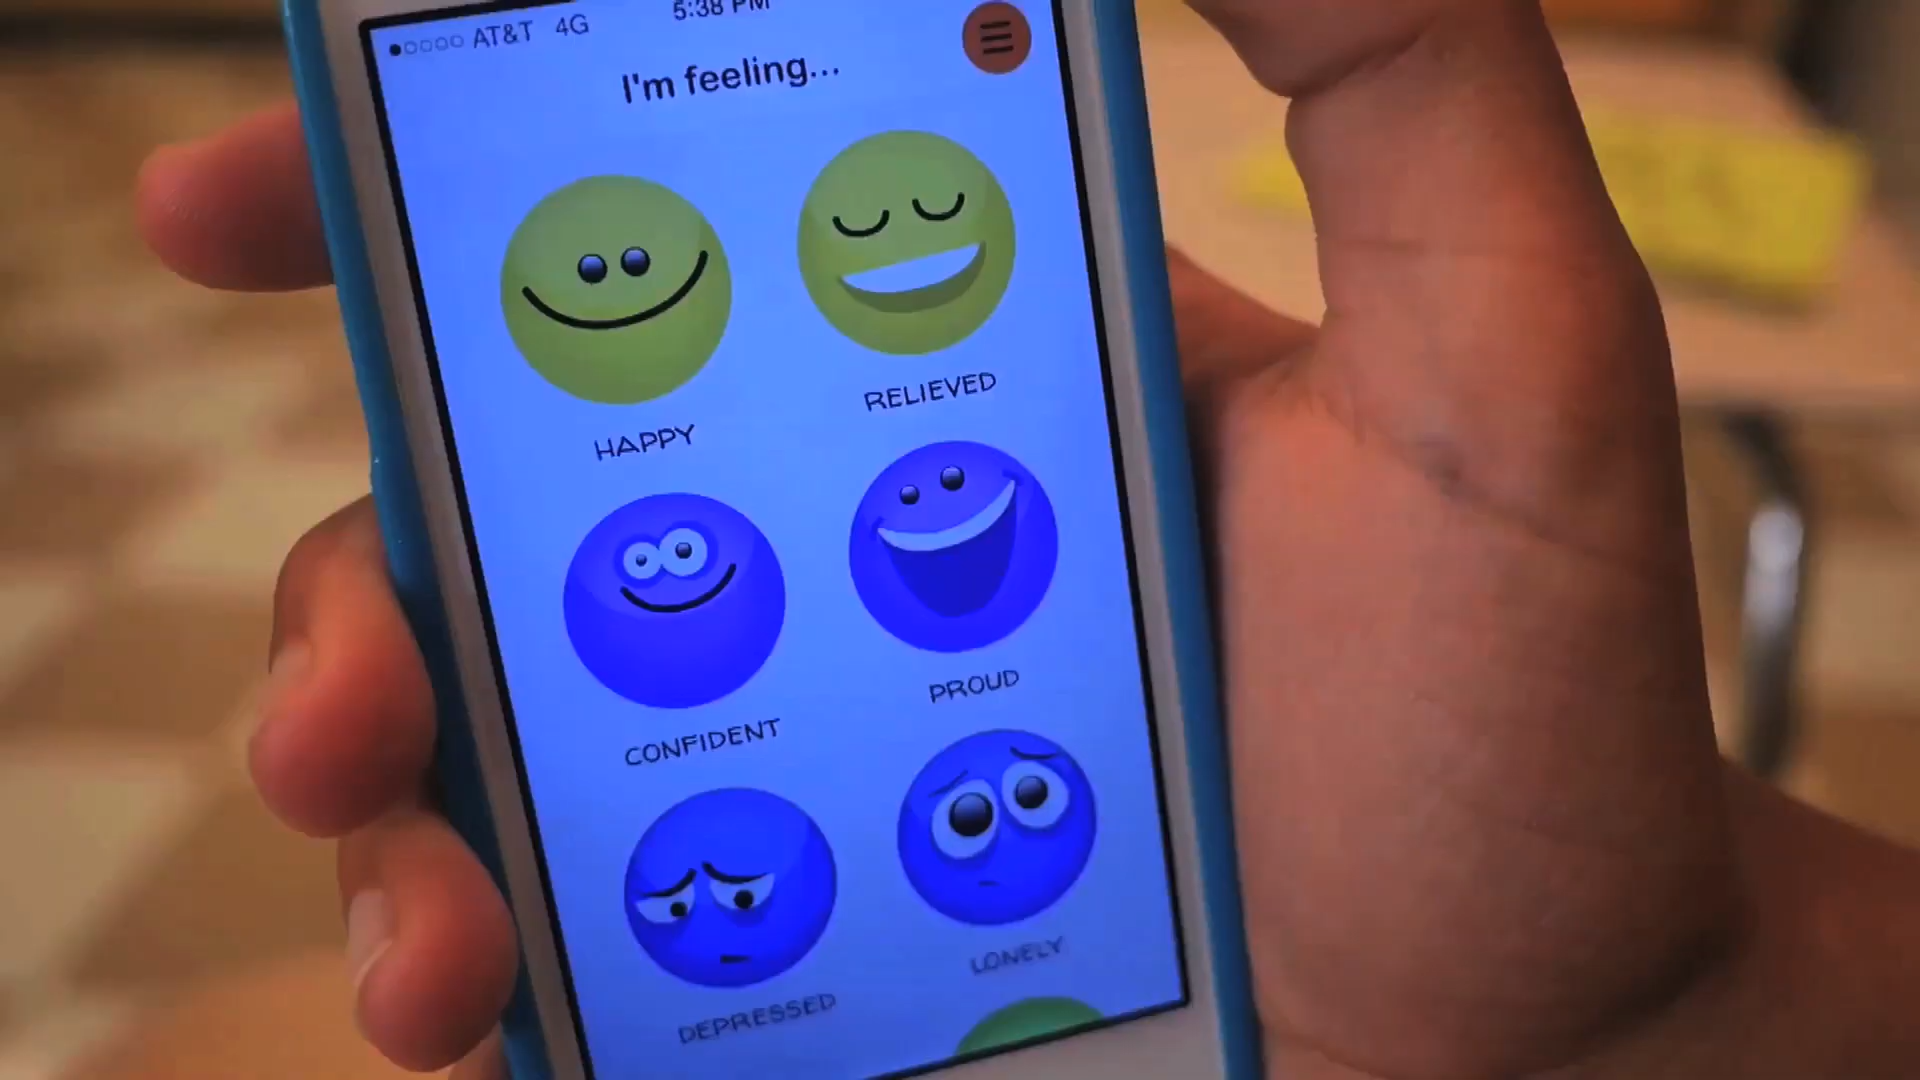 AT&T 4G 5:38 PM
I'm feeling...
HAPPY
RELIEVED
CONFIDENT
PROUD
DEPRESSED
LONELY